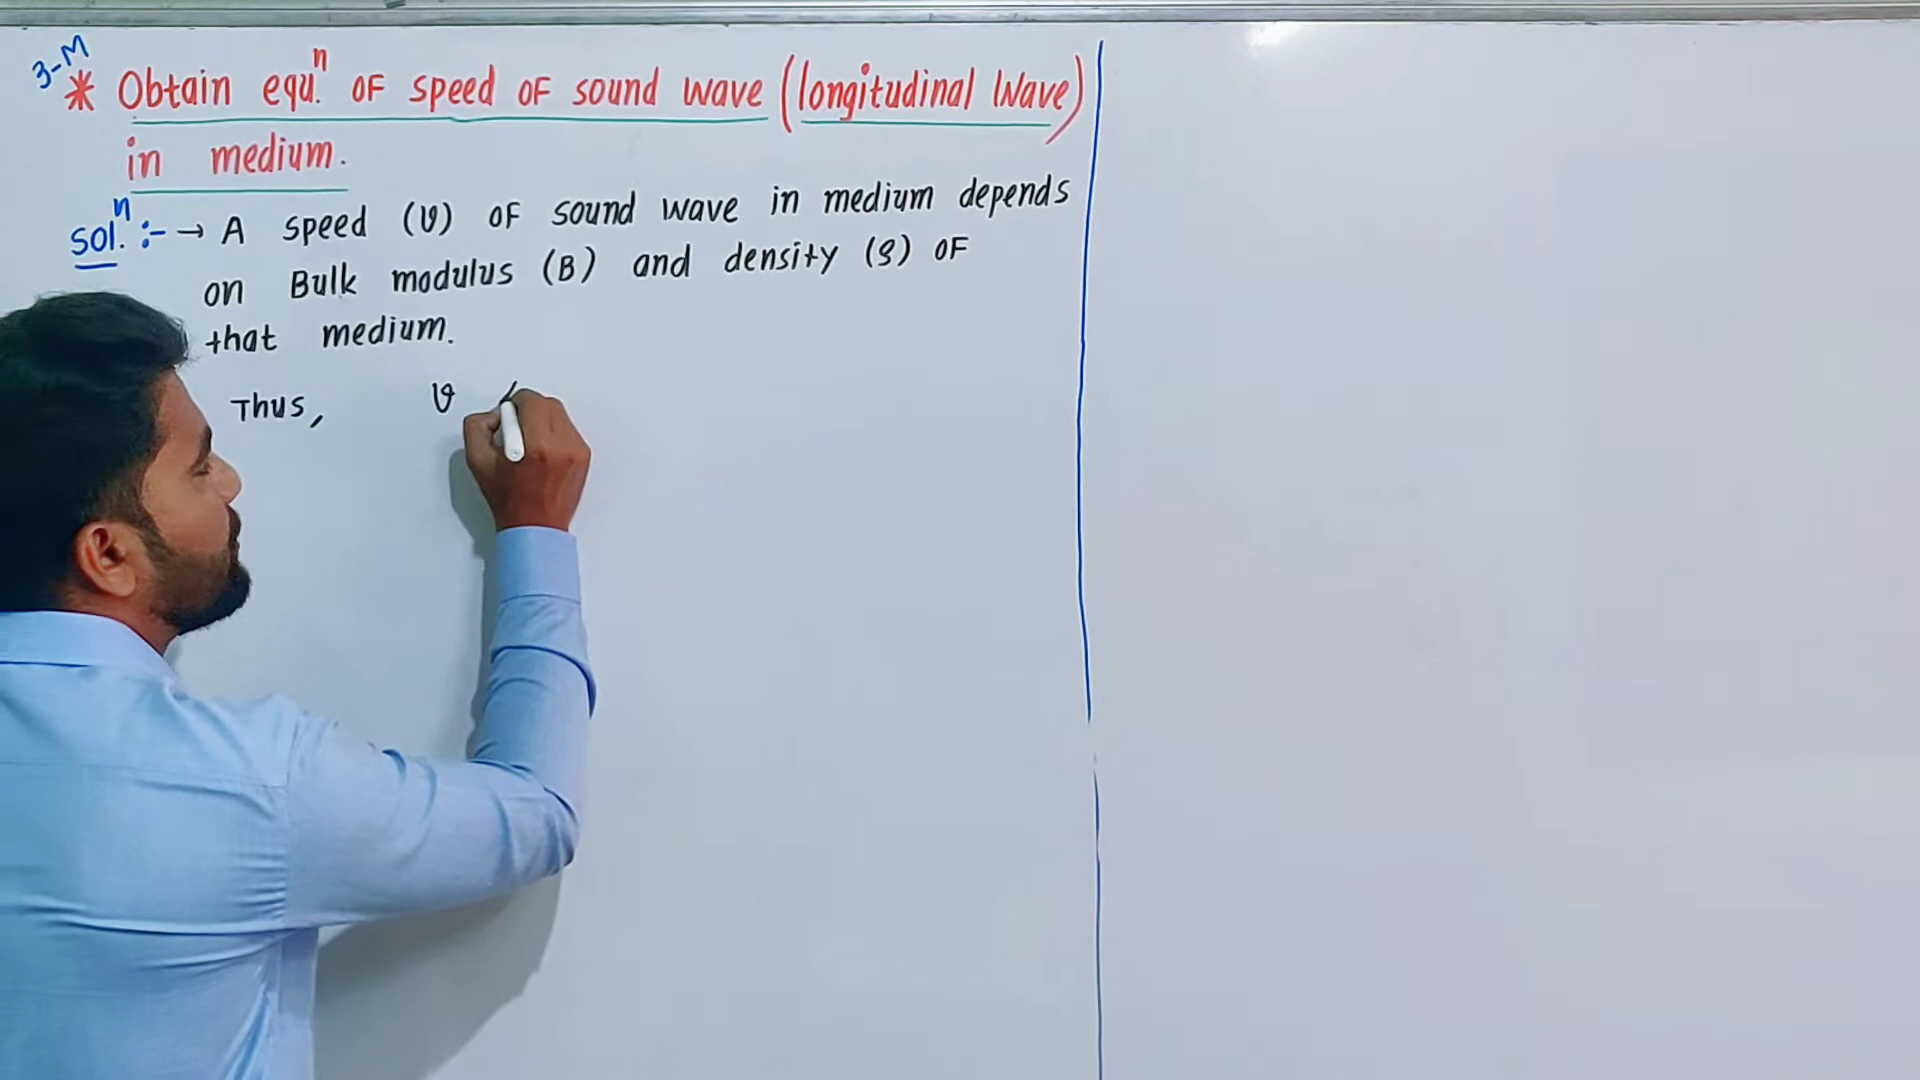 3-M
* Obtain equⁿ. OF speed OF sound wave (longitudinal wave)
in medium.
Solⁿ. :- → A speed (v) OF sound wave in medium depends
on Bulk modulus (B) and density (ρ) OF
that medium.
Thus, v